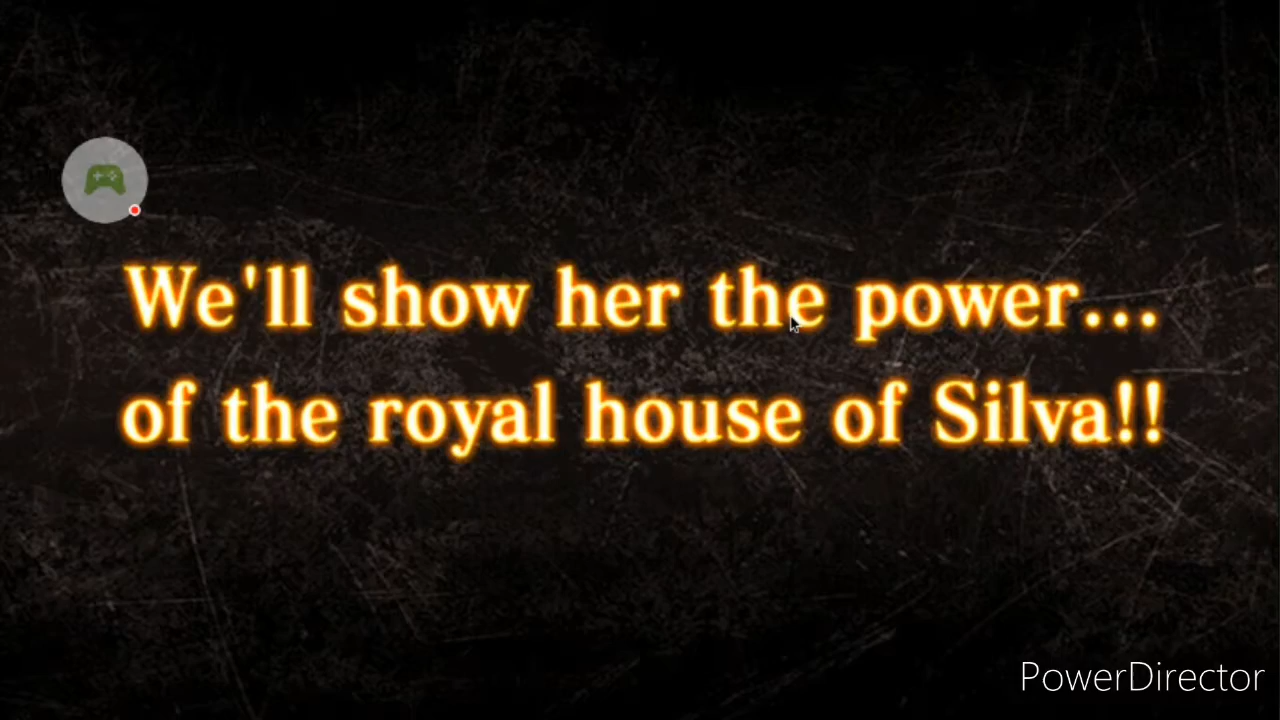 We'll show her the power...
of the royal house of Silva!!
PowerDirector